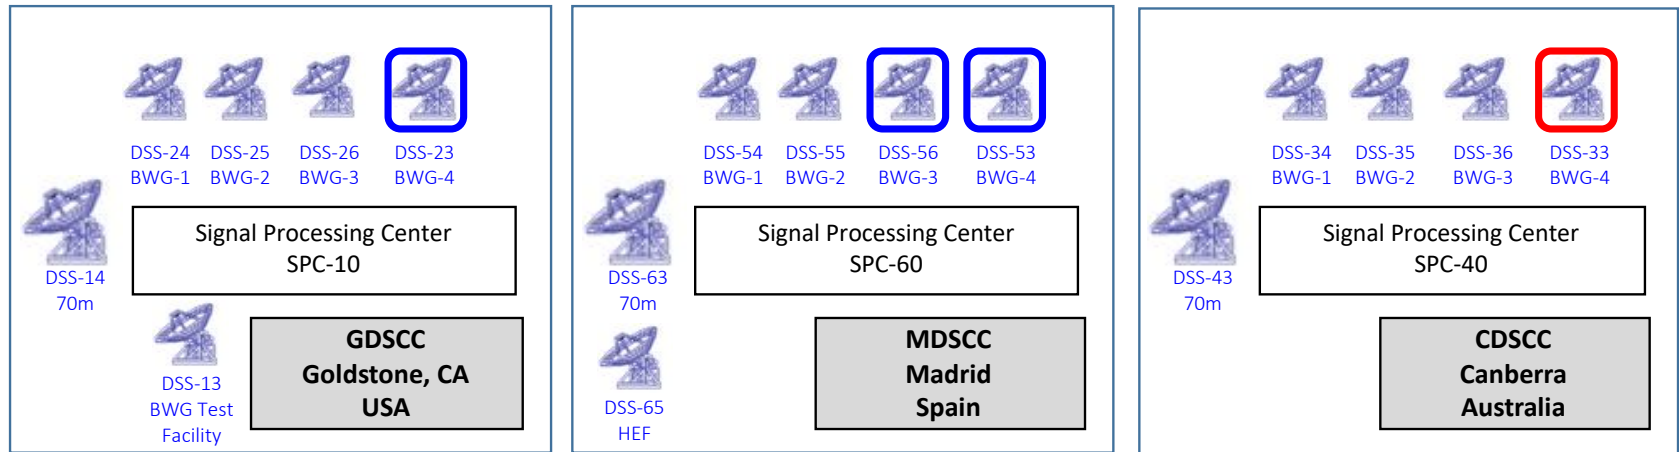 DSS-24
BWG-1
DSS-25
BWG-2
DSS-26
BWG-3
DSS-23
BWG-4
DSS-14
70m
Signal Processing Center
SPC-10
DSS-13
BWG Test
Facility
GDSCC
Goldstone, CA
USA
DSS-54
BWG-1
DSS-55
BWG-2
DSS-56
BWG-3
DSS-53
BWG-4
DSS-63
70m
Signal Processing Center
SPC-60
DSS-65
HEF
MDSCC
Madrid
Spain
DSS-34
BWG-1
DSS-35
BWG-2
DSS-36
BWG-3
DSS-33
BWG-4
DSS-43
70m
Signal Processing Center
SPC-40
CDSCC
Canberra
Australia